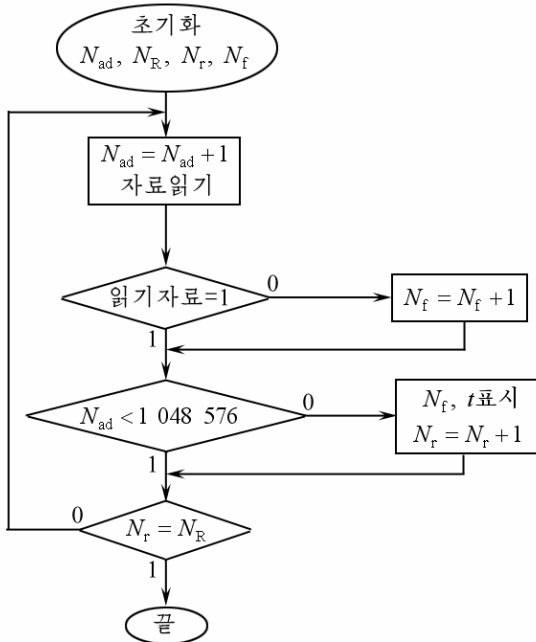 초기화
N_ad, N_R, N_r, N_f
N_ad = N_ad + 1
자료읽기
읽기자료=1
0
N_f = N_f + 1
1
N_ad < 1 048 576
0
N_f, t표시
N_r = N_r + 1
1
0
N_r = N_R
1
끝